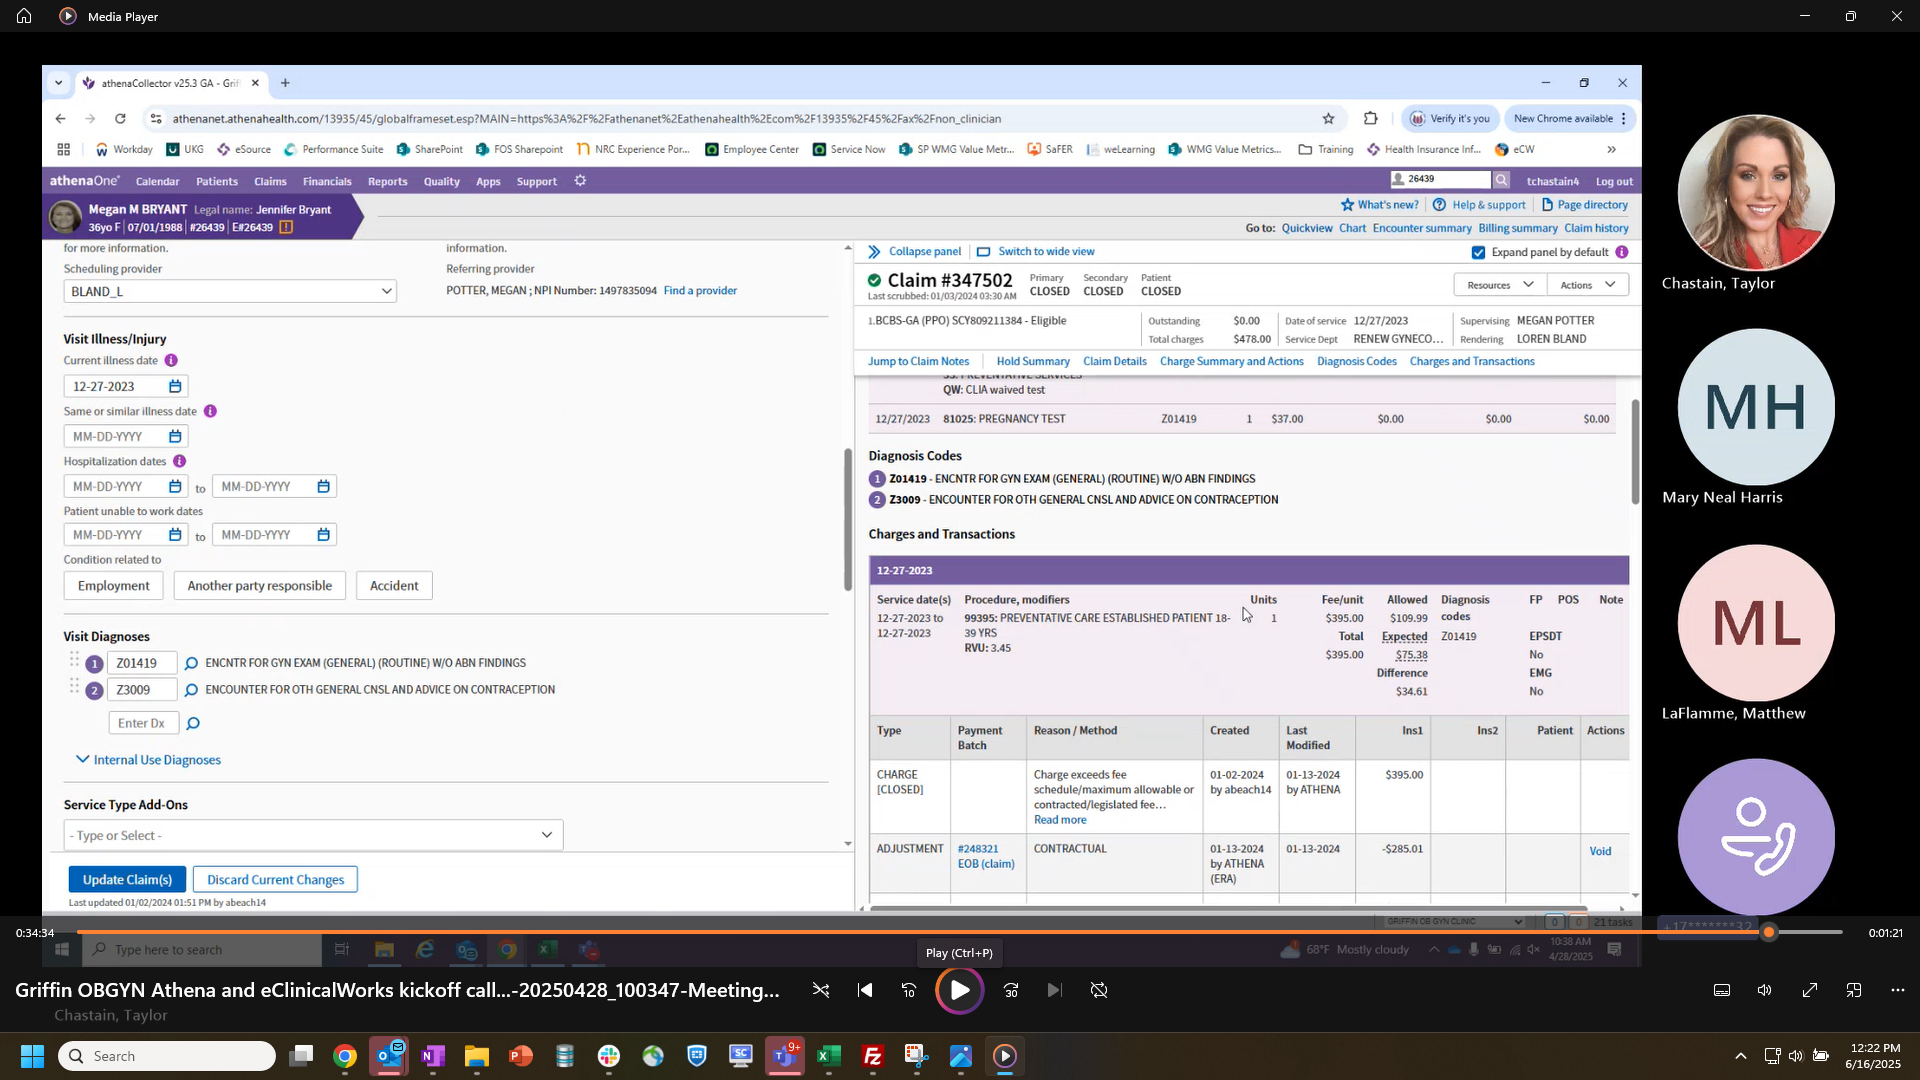 Media Player
athenaCollector v25.3 GA - Grif
athenanet.athenahealth.com/13935/45/globalframeset.esp?MAIN=https%3A%2F%2Fathenanet%2Eathenahealth%2Ecom%2F13935%2F45%2Fax%2Fnon_clinician
Verify it's you
New Chrome available
Workday
UKG
eSource
Performance Suite
SharePoint
FOS Sharepoint
NRC Experience Por...
Employee Center
Service Now
SP WMG Value Metr...
SaFER
weLearning
WMG Value Metrics...
Training
Health Insurance Inf...
eCW
athenaOne
Calendar Patients Claims Financials Reports Quality Apps Support
26439
tchastain4 Log out
Megan M BRYANT Legal name: Jennifer Bryant
36yo F | 07/01/1988 | #26439 | E#26439
What's new? Help & support Page directory
Go to: Quickview Chart Encounter summary Billing summary Claim history
for more information.
information.
Scheduling provider
BLAND_L
Referring provider
POTTER, MEGAN ; NPI Number: 1497835094 Find a provider
Visit Illness/Injury
Current illness date
12-27-2023
Same or similar illness date
MM-DD-YYYY
Hospitalization dates
MM-DD-YYYY to MM-DD-YYYY
Patient unable to work dates
MM-DD-YYYY to MM-DD-YYYY
Condition related to
Employment Another party responsible Accident
Visit Diagnoses
1 Z01419 ENCNTR FOR GYN EXAM (GENERAL) (ROUTINE) W/O ABN FINDINGS
2 Z3009 ENCOUNTER FOR OTH GENERAL CNSL AND ADVICE ON CONTRACEPTION
Enter Dx
Internal Use Diagnoses
Service Type Add-Ons
- Type or Select -
Update Claim(s) Discard Current Changes
Last updated 01/02/2024 01:51 PM by abeach14
Collapse panel Switch to wide view
Expand panel by default
Claim #347502
Last scrubbed: 01/03/2024 03:30 AM
Primary CLOSED
Secondary CLOSED
Patient CLOSED
Resources Actions
1.BCBS-GA (PPO) SCY809211384 - Eligible
Outstanding $0.00
Total charges $478.00
Date of service 12/27/2023
Service Dept RENEW GYNECO...
Supervising MEGAN POTTER
Rendering LOREN BLAND
Jump to Claim Notes Hold Summary Claim Details Charge Summary and Actions Diagnosis Codes Charges and Transactions
33: PREVENTATIVE SERVICES
QW: CLIA waived test
12/27/2023 81025: PREGNANCY TEST Z01419 1 $37.00 $0.00 $0.00 $0.00
Diagnosis Codes
1 Z01419 - ENCNTR FOR GYN EXAM (GENERAL) (ROUTINE) W/O ABN FINDINGS
2 Z3009 - ENCOUNTER FOR OTH GENERAL CNSL AND ADVICE ON CONTRACEPTION
Charges and Transactions
12-27-2023
Service date(s) Procedure, modifiers Units Fee/unit Allowed Diagnosis codes FP POS Note
12-27-2023 to 12-27-2023
99395: PREVENTATIVE CARE ESTABLISHED PATIENT 18-
39 YRS
RVU: 3.45
1
$395.00
Total
$395.00
$109.99
Expected
$75.38
Difference
$34.61
Z01419
EPSDT
No
EMG
No
Type Payment Batch Reason / Method Created Last Modified Ins1 Ins2 Patient Actions
CHARGE [CLOSED]
Charge exceeds fee
schedule/maximum allowable or
contracted/legislated fee...
Read more
01-02-2024 by abeach14
01-13-2024 by ATHENA
$395.00
ADJUSTMENT
#248321 EOB (claim)
CONTRACTUAL
01-13-2024 by ATHENA (ERA)
01-13-2024
-$285.01
Void
GRIFFIN OB GYN CLINIC
0 0 21 tasks
Chastain, Taylor
MH
Mary Neal Harris
ML
LaFlamme, Matthew
+17*******32
0:34:34
0:01:21
Type here to search
68°F Mostly cloudy
10:38 AM
4/28/2025
Play (Ctrl+P)
Griffin OBGYN Athena and eClinicalWorks kickoff call...-20250428_100347-Meeting...
Chastain, Taylor
10
30
Search
SC
9+
12:22 PM
6/16/2025